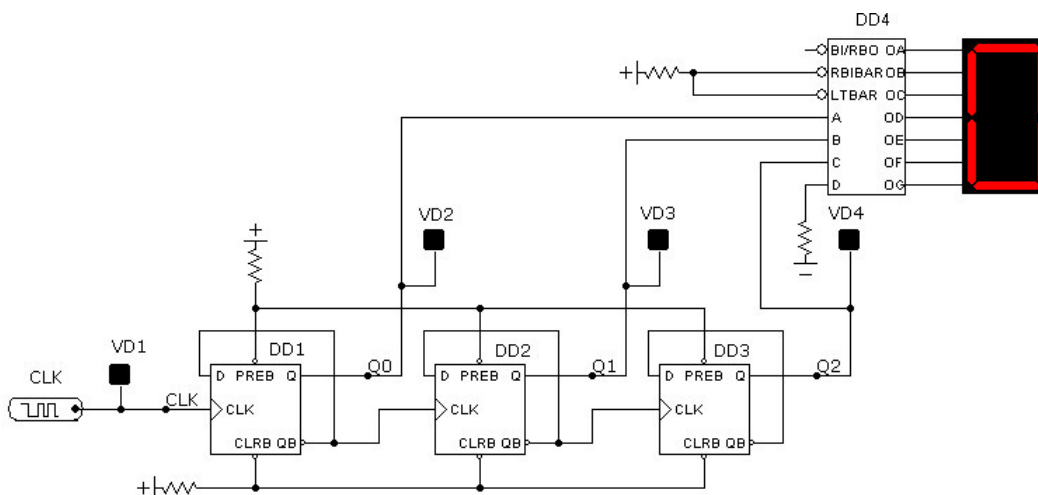 DD4
BI/RBO OA
RBIBAR OB
LTBAR OC
A OD
B OE
C OF
D OG
+
VD2
VD3
VD4
+
DD1
DD2
DD3
VD1
CLK
CLK
D PREB Q
CLK
CLRB QB
Q0
D PREB Q
CLK
CLRB QB
Q1
D PREB Q
CLK
CLRB QB
Q2
+